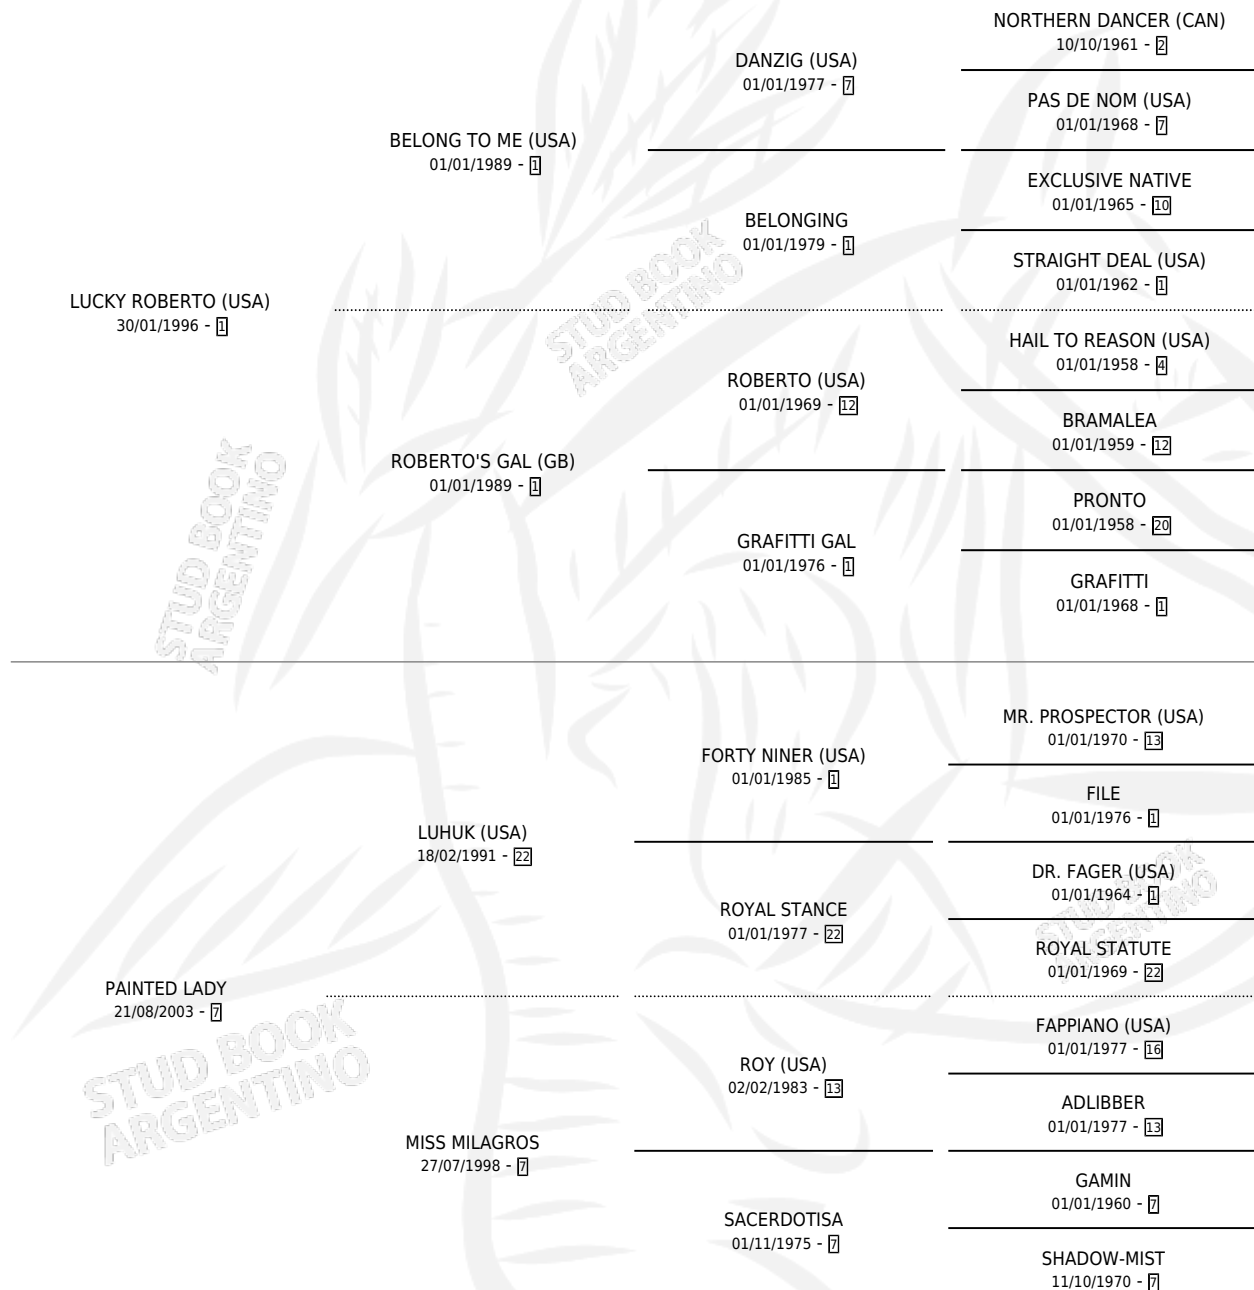 NORTHERN DANCER (CAN)
10/10/1961 - 2
DANZIG (USA)
01/01/1977 - 7
PAS DE NOM (USA)
01/01/1968 - 7
BELONG TO ME (USA)
01/01/1989 - 1
EXCLUSIVE NATIVE
01/01/1965 - 10
BELONGING
01/01/1979 - 1
STRAIGHT DEAL (USA)
01/01/1962 - 1
LUCKY ROBERTO (USA)
30/01/1996 - 1
STUD BOOK
ARGENTINO
HAIL TO REASON (USA)
01/01/1958 - 4
ROBERTO (USA)
01/01/1969 - 12
BRAMALEA
01/01/1959 - 12
ROBERTO'S GAL (GB)
01/01/1989 - 1
PRONTO
01/01/1958 - 20
GRAFITTI GAL
01/01/1976 - 1
GRAFITTI
01/01/1968 - 1
STUD BOOK
ARGENTINO
MR. PROSPECTOR (USA)
01/01/1970 - 13
FORTY NINER (USA)
01/01/1985 - 1
FILE
01/01/1976 - 1
LUHUK (USA)
18/02/1991 - 22
DR. FAGER (USA)
01/01/1964 - 1
STUD BOOK
ARGENTINO
ROYAL STANCE
01/01/1977 - 22
ROYAL STATUTE
01/01/1969 - 22
PAINTED LADY
21/08/2003 - 7
FAPPIANO (USA)
01/01/1977 - 16
STUD BOOK
ARGENTINO
ROY (USA)
02/02/1983 - 13
ADLIBBER
01/01/1977 - 13
MISS MILAGROS
27/07/1998 - 7
GAMIN
01/01/1960 - 7
SACERDOTISA
01/11/1975 - 7
SHADOW-MIST
11/10/1970 - 7